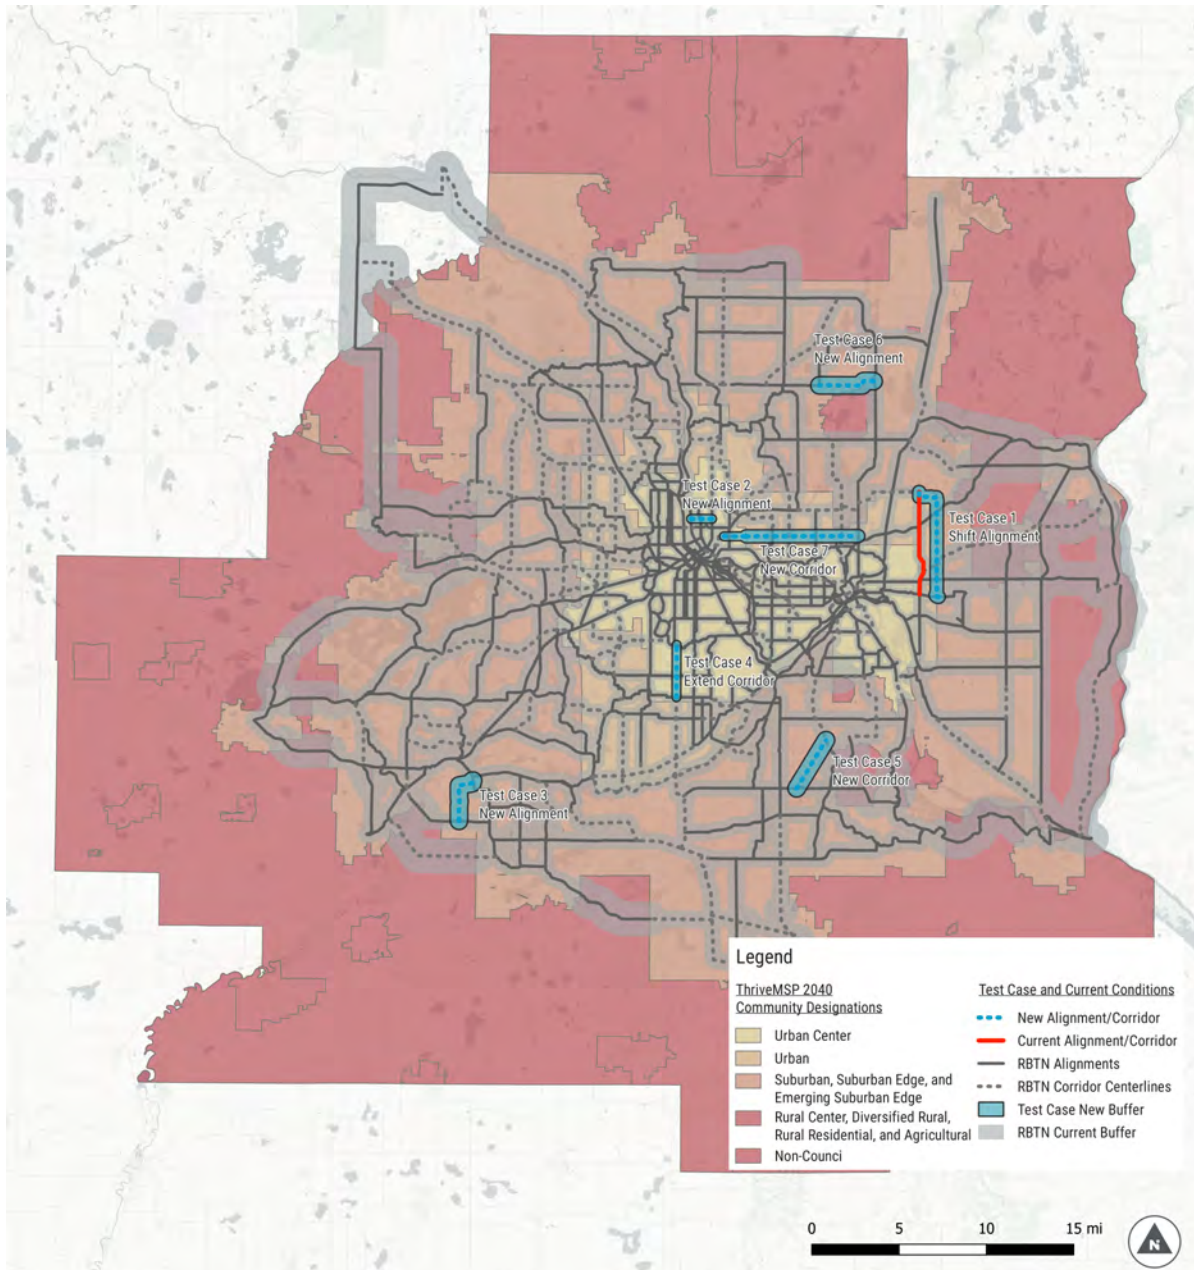 Test Case 6
New Alignment
Test Case 2
New Alignment
Test Case 1
Shift Alignment
Test Case 7
New Corridor
Test Case 4
Extend Corridor
Test Case 5
New Corridor
Test Case 3
New Alignment
Legend
ThriveMSP 2040
Community Designations
Urban Center
Urban
Suburban, Suburban Edge, and
Emerging Suburban Edge
Rural Center, Diversified Rural,
Rural Residential, and Agricultural
Non-Counci
Test Case and Current Conditions
New Alignment/Corridor
Current Alignment/Corridor
RBTN Alignments
RBTN Corridor Centerlines
Test Case New Buffer
RBTN Current Buffer
0 5 10 15 mi
N